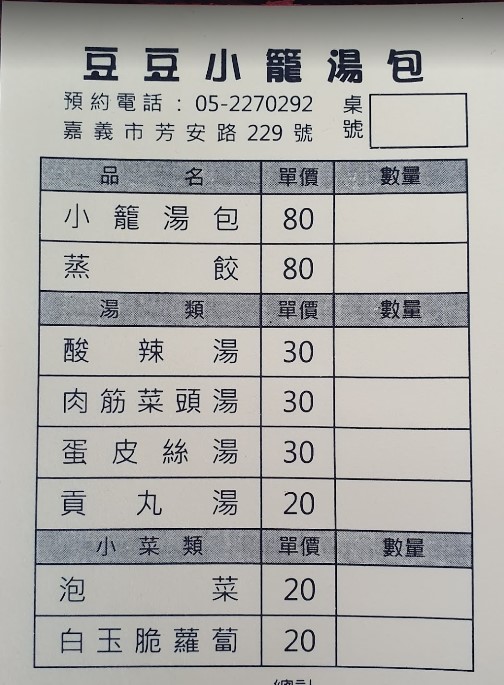 豆豆小籠湯包
預約電話：05-2270292 桌號
嘉義市芳安路229號
品名 單價 數量
小籠湯包 80
蒸餃 80
湯類 單價 數量
酸辣湯 30
肉筋菜頭湯 30
蛋皮絲湯 30
貢丸湯 20
小菜類 單價 數量
泡菜 20
白玉脆蘿蔔 20